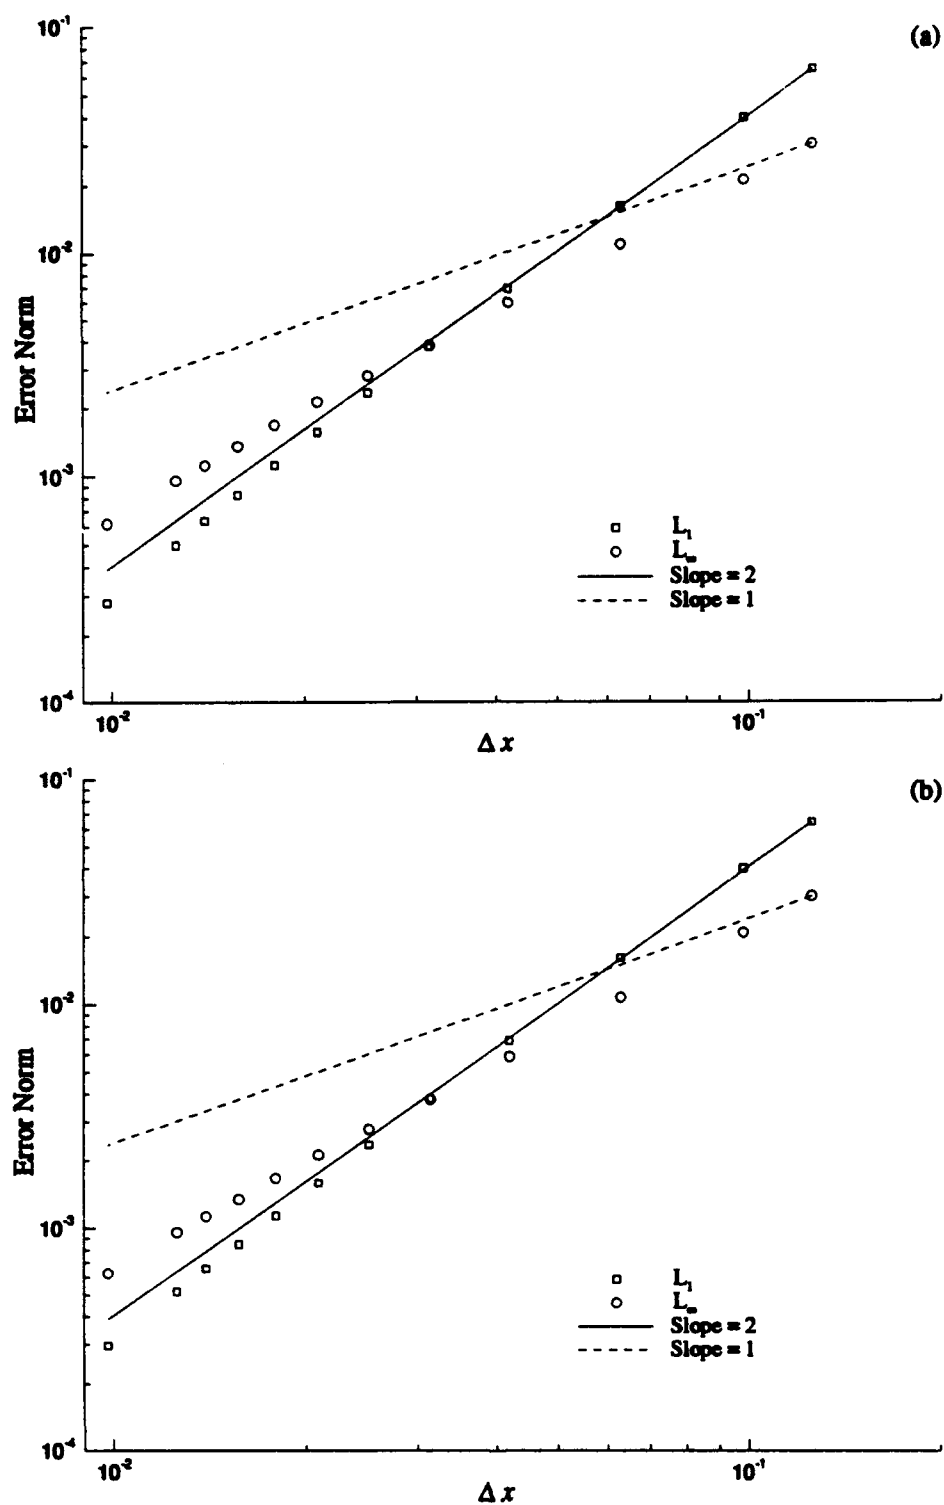 (a)
10⁻¹
10⁻²
10⁻³
10⁻⁴
Error Norm
L₁
L∞
Slope = 2
Slope = 1
10⁻²
10⁻¹
Δ x
(b)
10⁻¹
10⁻²
10⁻³
10⁻⁴
Error Norm
L₁
L∞
Slope = 2
Slope = 1
10⁻²
10⁻¹
Δ x